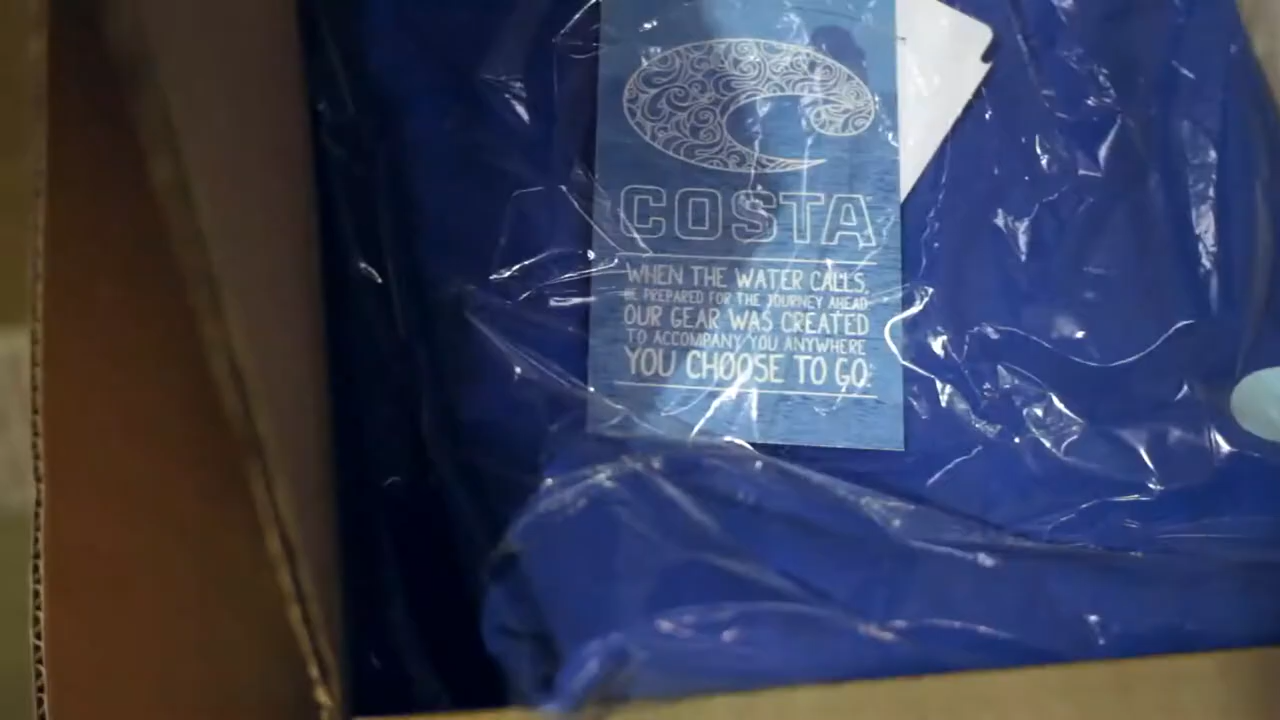 COSTA
WHEN THE WATER CALLS,
BE PREPARED FOR THE JOURNEY AHEAD
OUR GEAR WAS CREATED
TO ACCOMPANY YOU ANYWHERE
YOU CHOOSE TO GO.